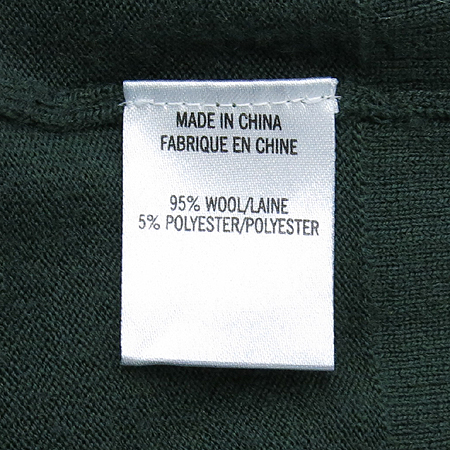 MADE IN CHINA
FABRIQUE EN CHINE
95% WOOL/LAINE
5% POLYESTER/POLYESTER